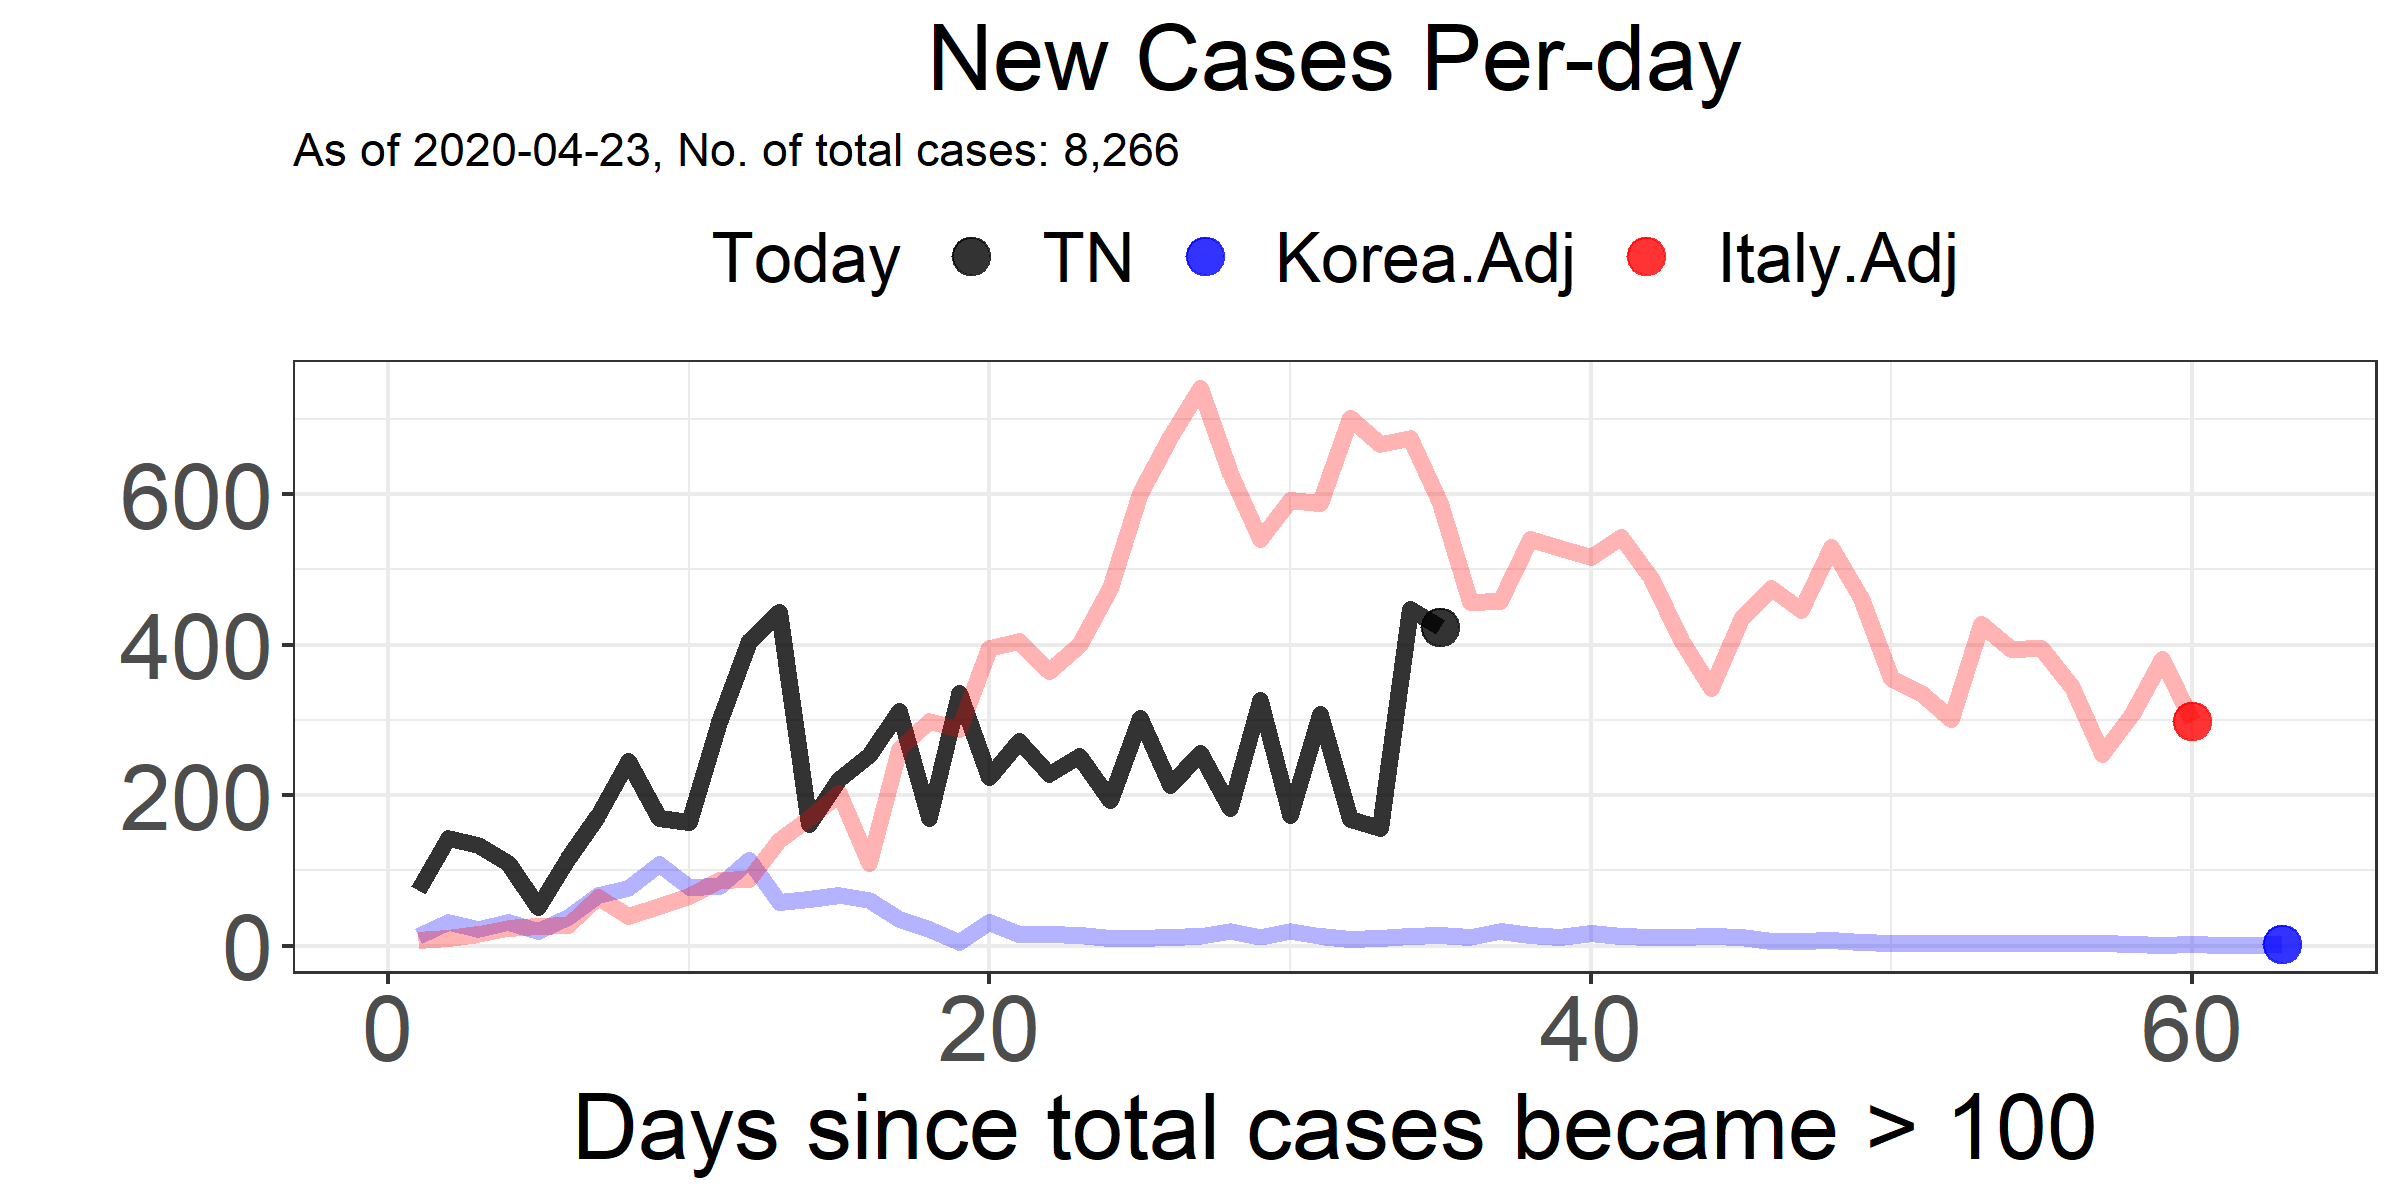 New Cases Per-day
As of 2020-04-23, No. of total cases: 8,266
Today TN Korea.Adj Italy.Adj
600
400
200
0
0 20 40 60
Days since total cases became > 100